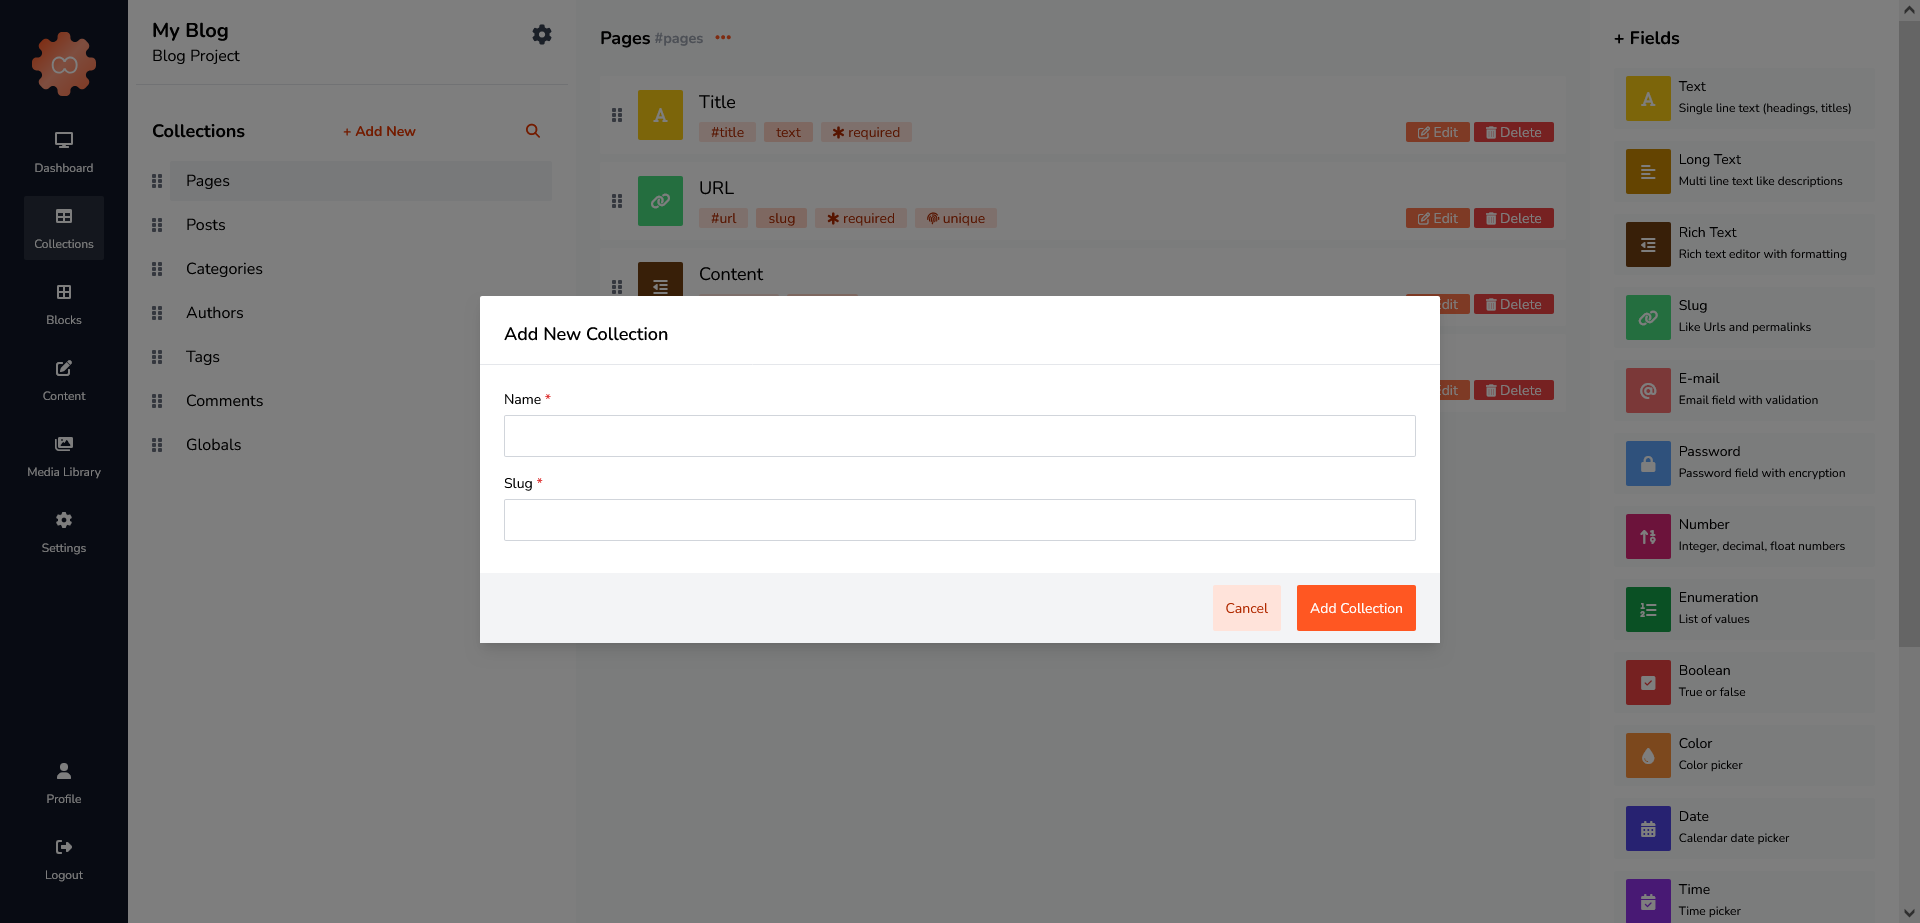 Dashboard
Collections
Blocks
Content
Media Library
Settings
Profile
Logout
My Blog
Blog Project
Collections
+ Add New
Pages
Posts
Categories
Authors
Tags
Comments
Globals
Pages #pages
Title
#title text required
Edit Delete
URL
#url slug required unique
Edit Delete
Content
Delete
Delete
Add New Collection
Name *
Slug *
Cancel
Add Collection
+ Fields
Text
Single line text (headings, titles)
Long Text
Multi line text like descriptions
Rich Text
Rich text editor with formatting
Slug
Like Urls and permalinks
E-mail
Email field with validation
Password
Password field with encryption
Number
Integer, decimal, float numbers
Enumeration
List of values
Boolean
True or false
Color
Color picker
Date
Calendar date picker
Time
Time picker